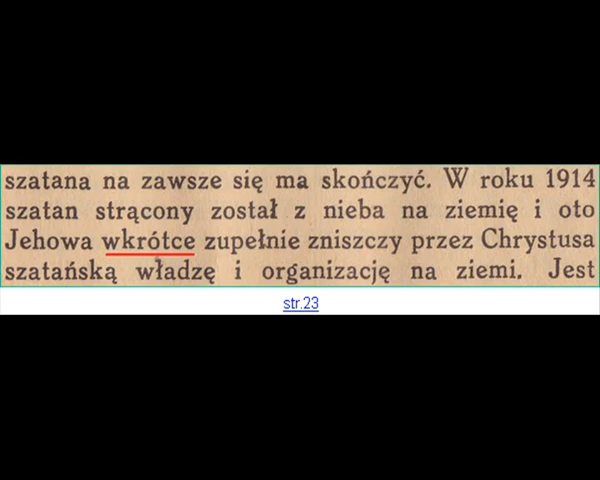 szatana na zawsze się ma skończyć. W roku 1914
szatan strącony został z nieba na ziemię i oto
Jehowa wkrótce zupełnie zniszczy przez Chrystusa
szatańską władzę i organizację na ziemi. Jest
str.23